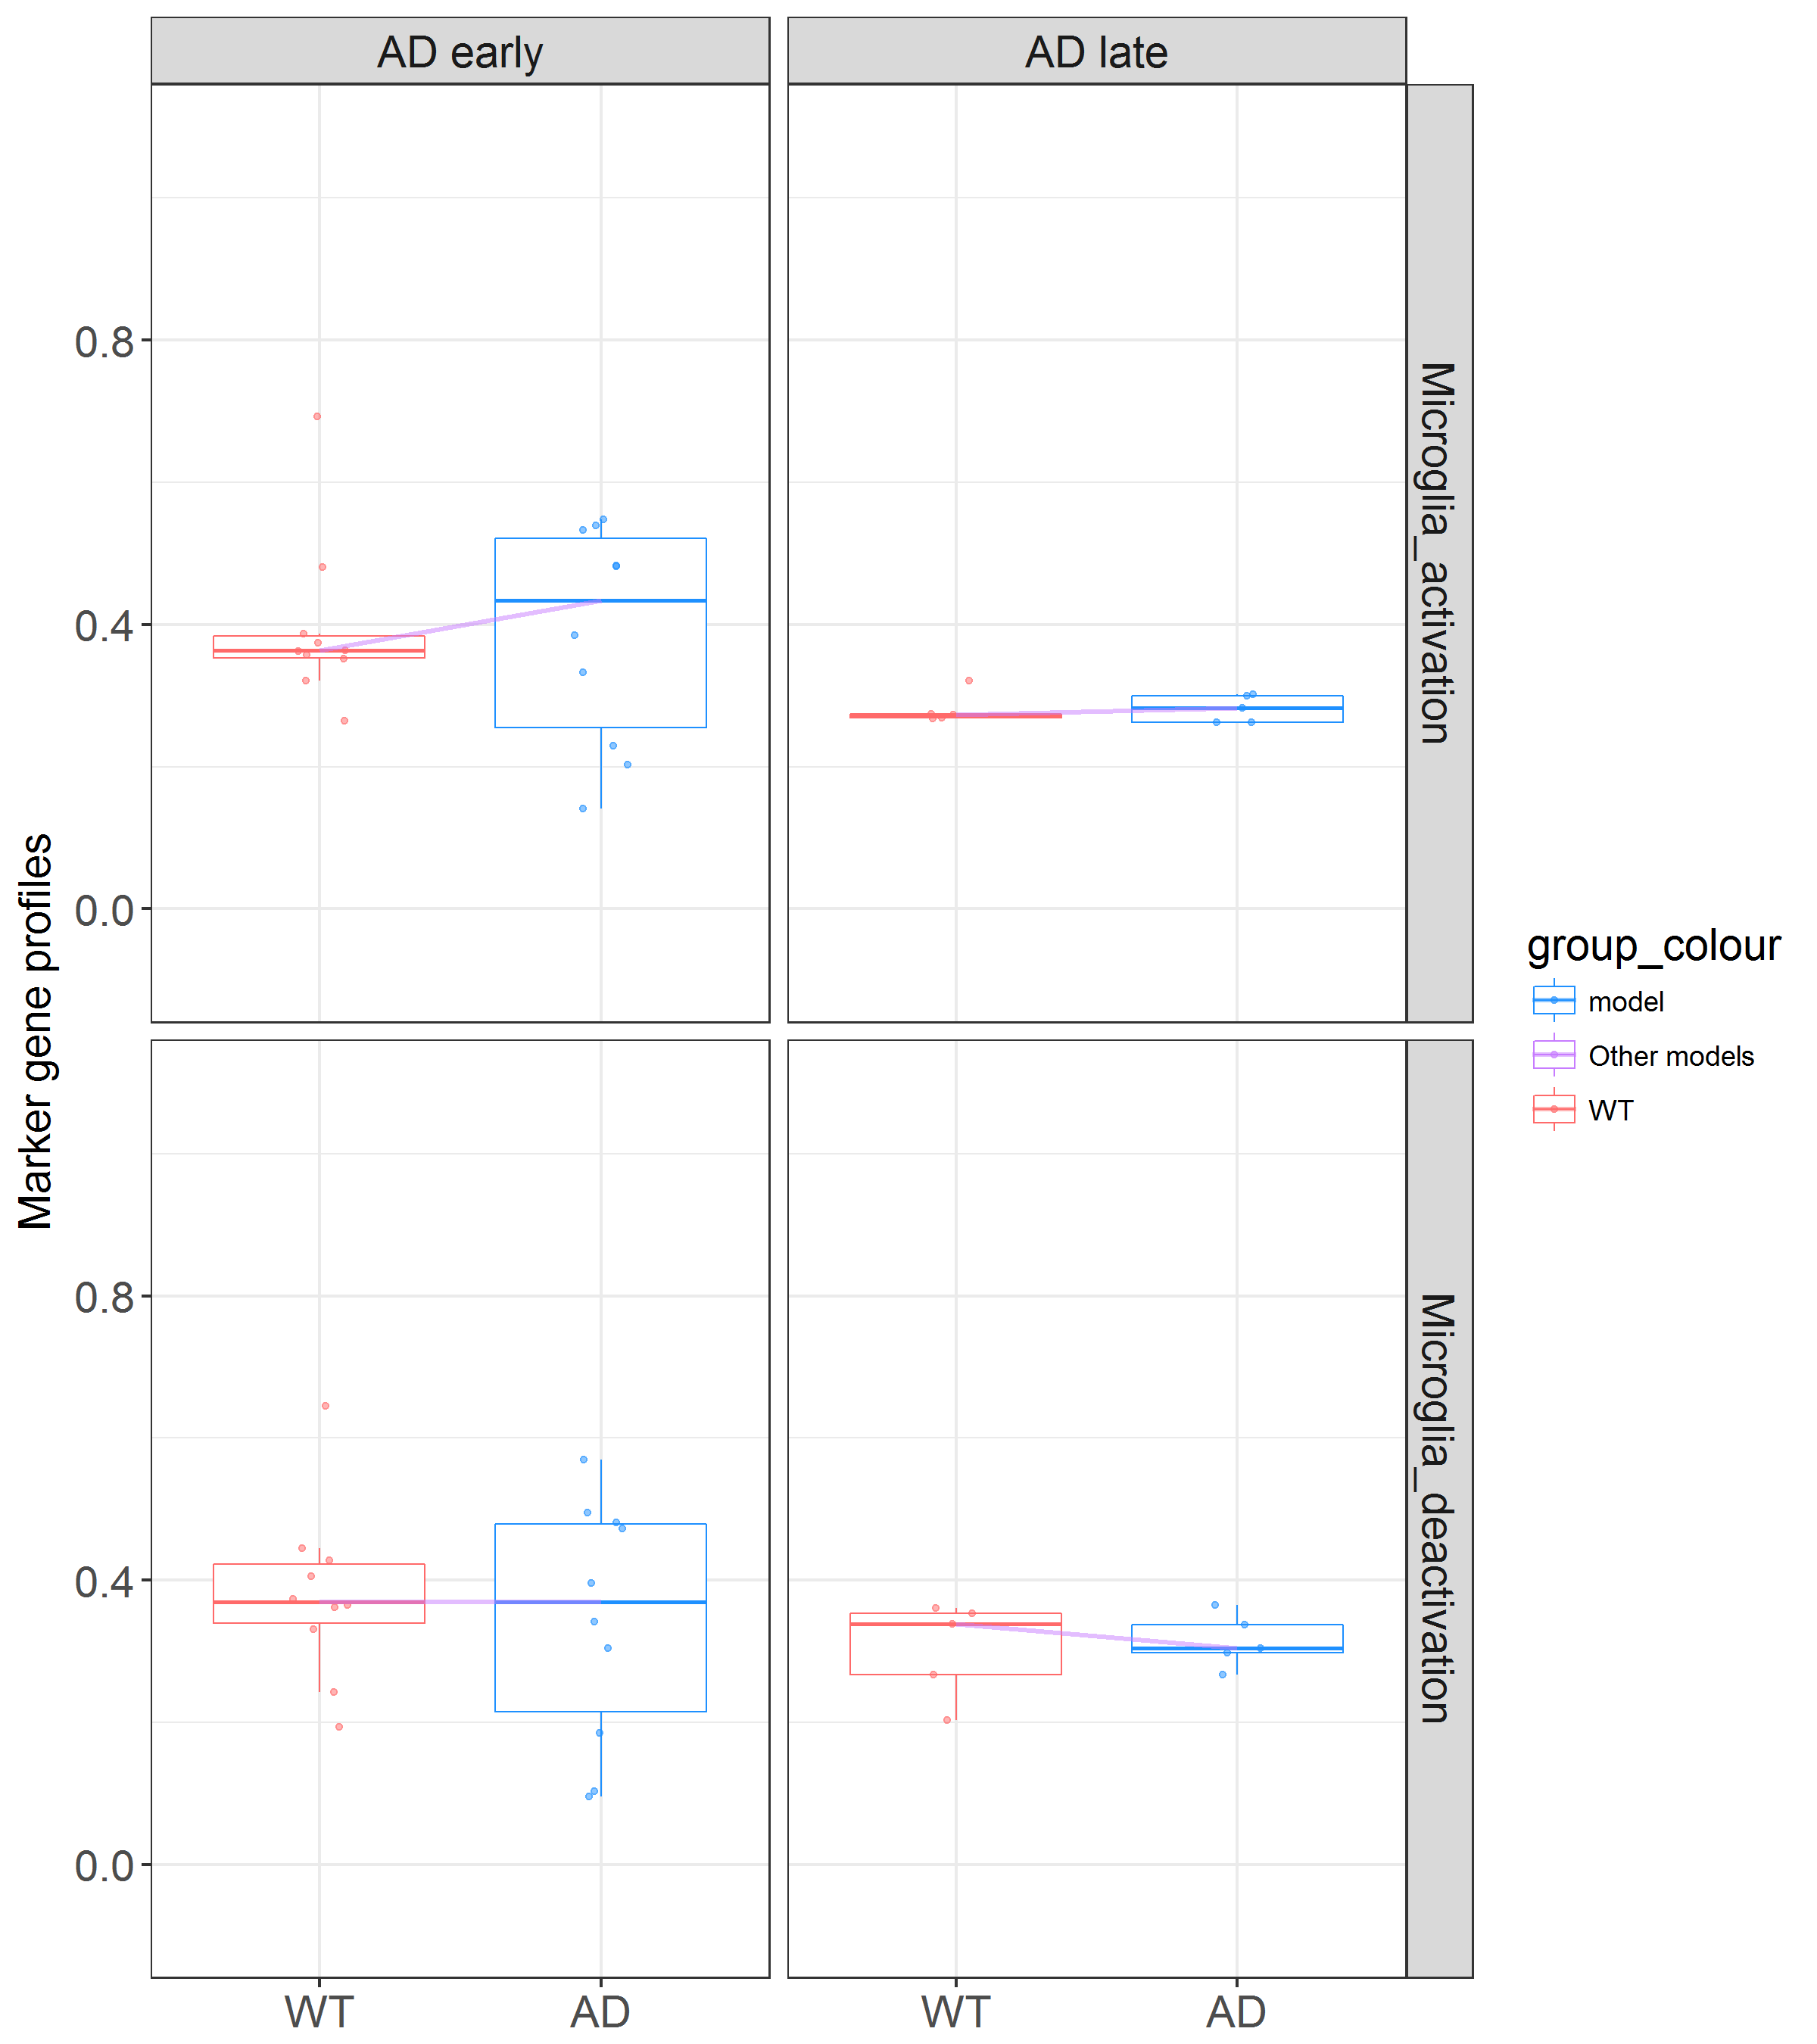 AD early
AD late
Microglia_activation
0.8
0.4
0.0
Marker gene profiles
Microglia_deactivation
0.8
0.4
0.0
WT
AD
WT
AD
group_colour
model
Other models
WT